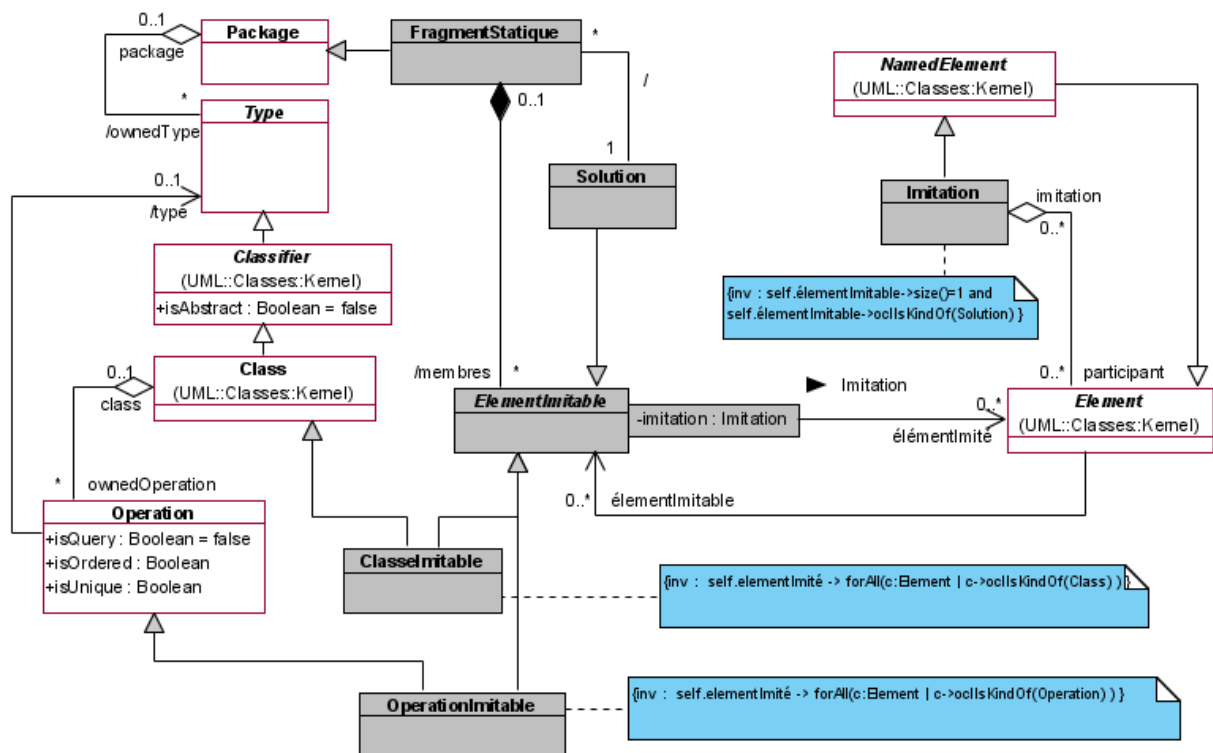 0..1
package
Package
FragmentStatique
*
0..1
/
*
/ownedType
Type
NamedElement
(UML::Classes::Kernel)
0..1
/type
1
Solution
Imitation
imitation
0..*
Classifier
(UML::Classes::Kernel)
+isAbstract : Boolean = false
{inv : self.élementImitable->size()=1 and
self.élementImitable->oclIsKindOf(Solution) }
0..1
class
Class
(UML::Classes::Kernel)
/membres
*
Imitation
0..*
participant
ElementImitable
-imitation : Imitation
0..*
élémentImité
Element
(UML::Classes::Kernel)
*
ownedOperation
0..*
élementImitable
Operation
+isQuery : Boolean = false
+isOrdered : Boolean
+isUnique : Boolean
ClasseImitable
{inv : self.elementImité -> forAll(c:Element | c->oclIsKindOf(Class) ) }
OperationImitable
{inv : self.elementImité -> forAll(c:Element | c->oclIsKindOf(Operation) ) }